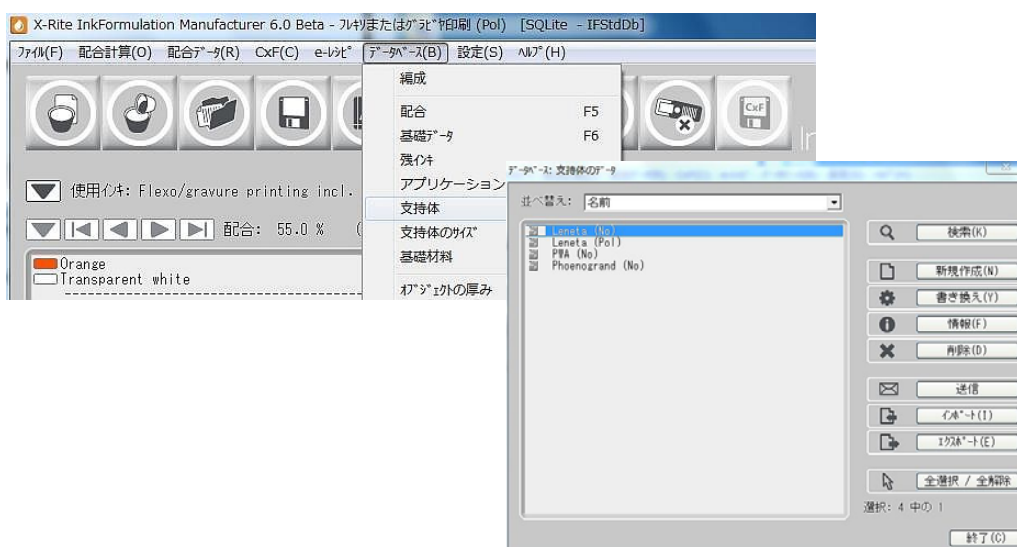 X-Rite InkFormulation Manufacturer 6.0 Beta - ﾌﾚｷｿまたはｸﾞﾗﾋﾞﾔ印刷 (Pol) [SQLite - IFStdDb]
ﾌｧｲﾙ(F) 配合計算(O) 配合ﾃﾞｰﾀ(R) CxF(C) e-ﾚｼﾋﾟ ﾃﾞｰﾀﾍﾞｰｽ(B) 設定(S) ﾍﾙﾌﾟ(H)
編成
配合 F5
基礎ﾃﾞｰﾀ F6
残ｲﾝｷ
アプリケーション
支持体
支持体のｻｲｽﾞ
基礎材料
ｵﾌﾞｼﾞｪｸﾄの厚み
CxF
使用ｲﾝｷ: Flexo/gravure printing incl.
配合: 55.0 % (
Orange
Transparent white
ﾃﾞｰﾀﾍﾞｰｽ: 支持体のﾃﾞｰﾀ
並べ替え: 名前
Leneta (No)
Leneta (Pol)
PWA (No)
Phoenogrand (No)
検索(K)
新規作成(N)
書き換え(Y)
情報(F)
削除(D)
送信
ｲﾝﾎﾟｰﾄ(I)
ｴｸｽﾎﾟｰﾄ(E)
全選択 / 全解除
選択: 4 中の 1
終了(C)